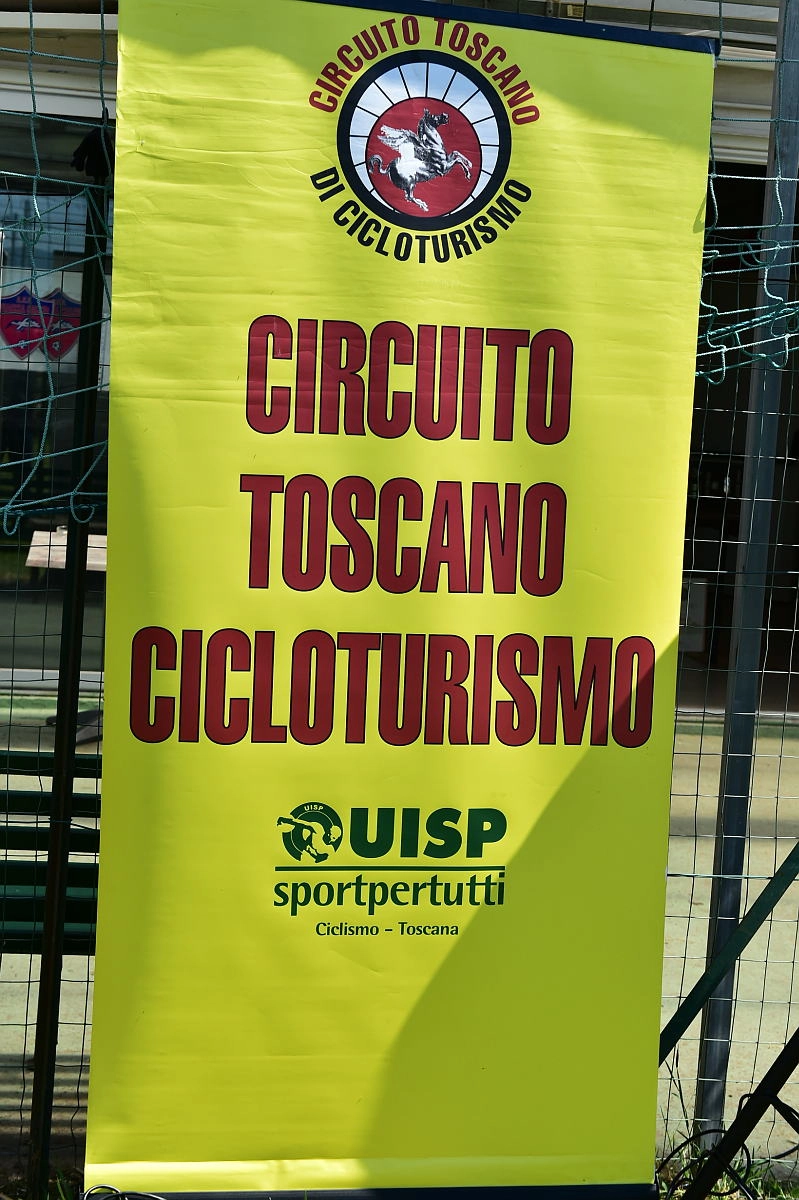 CIRCUITO TOSCANO
DI CICLOTURISMO
CIRCUITO
TOSCANO
CICLOTURISMO
UISP
UISP
sportpertutti
Ciclismo – Toscana